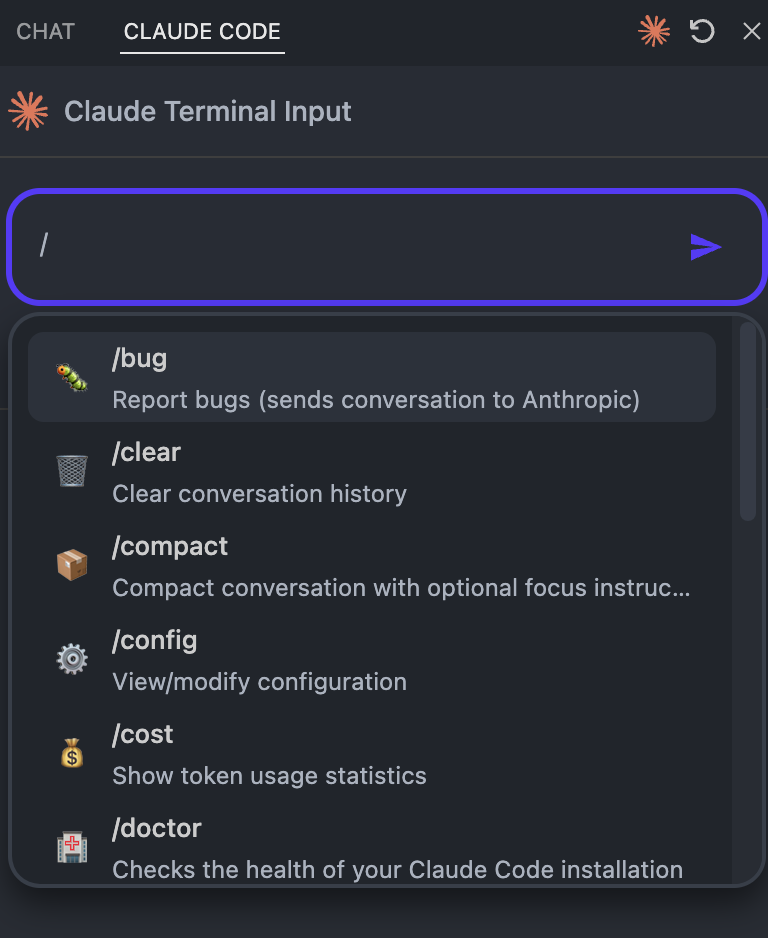 CHAT CLAUDE CODE
Claude Terminal Input
/
/bug
Report bugs (sends conversation to Anthropic)
/clear
Clear conversation history
/compact
Compact conversation with optional focus instruc...
/config
View/modify configuration
/cost
Show token usage statistics
/doctor
Checks the health of your Claude Code installation